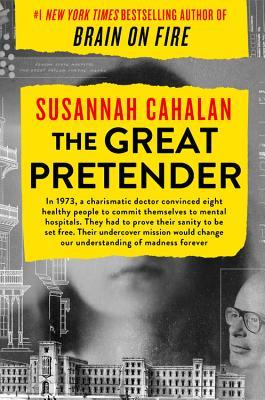 #1 NEW YORK TIMES BESTSELLING AUTHOR OF
BRAIN ON FIRE
SUSANNAH CAHALAN
THE GREAT
PRETENDER
In 1973, a charismatic doctor convinced eight
healthy people to commit themselves to mental
hospitals. They had to prove their sanity to be
set free. Their undercover mission would change
our understanding of madness forever